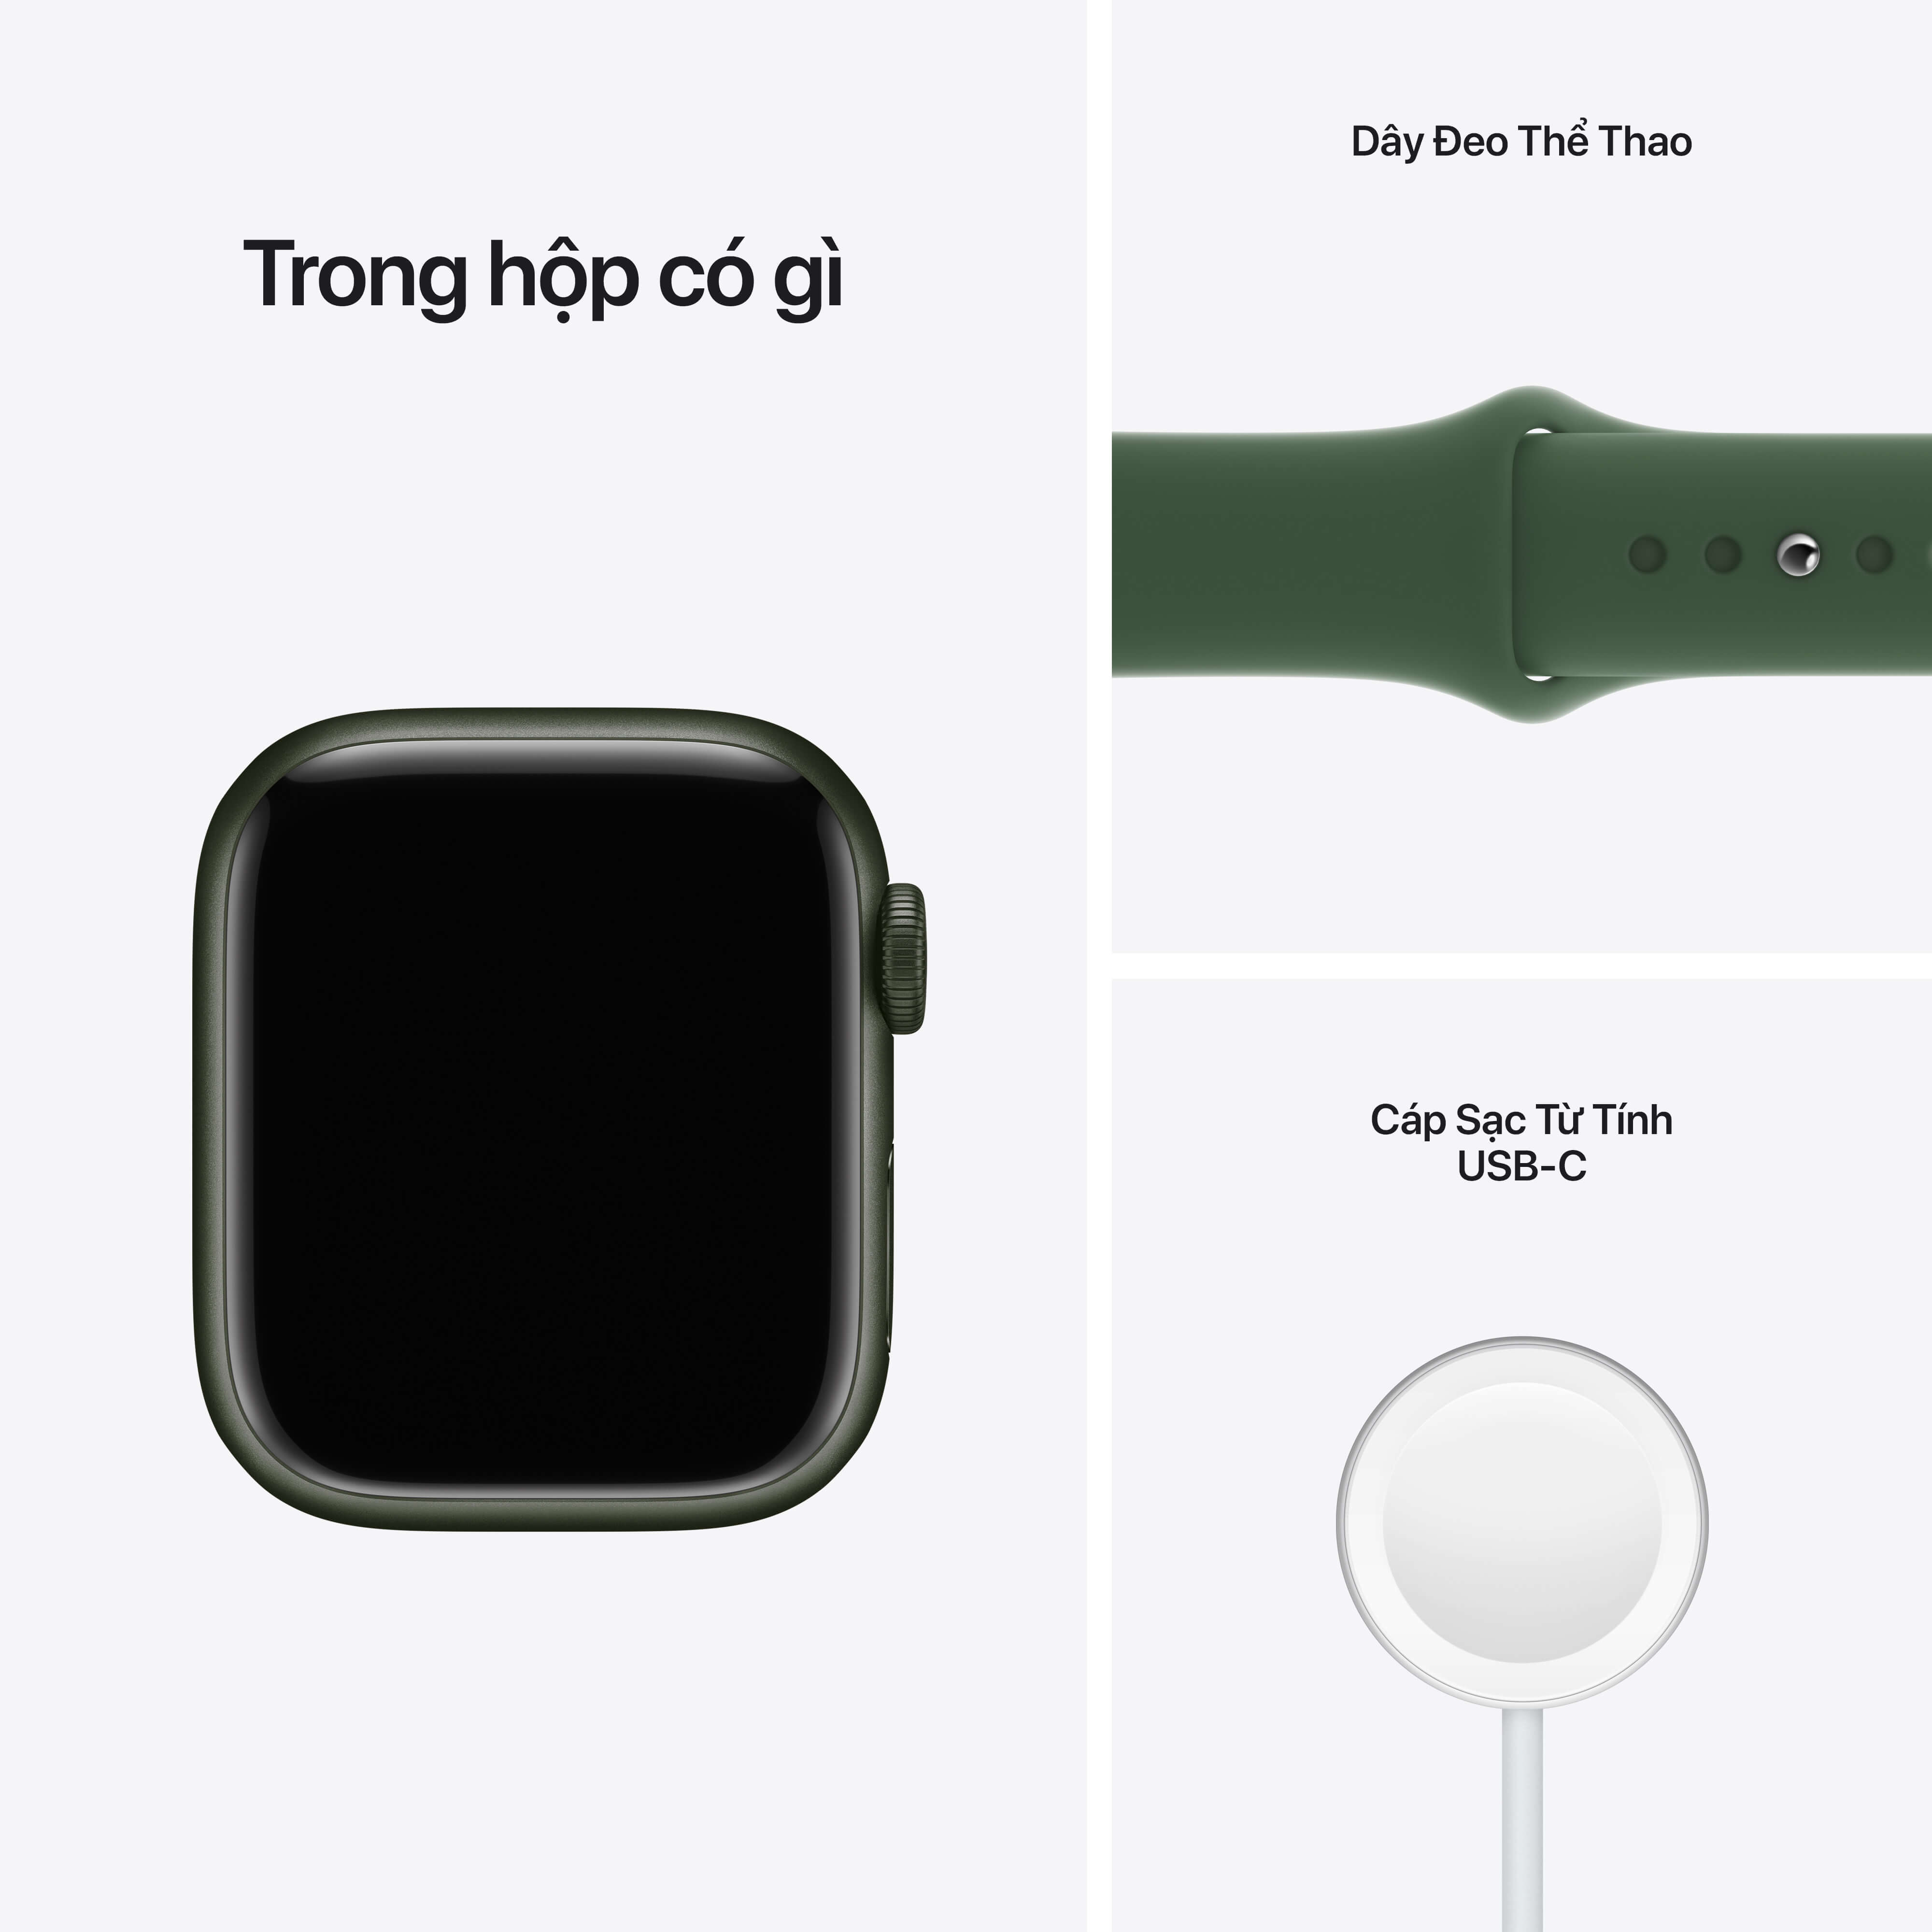 Trong hộp có gì
Dây Đeo Thể Thao
Cáp Sạc Từ Tính
USB-C